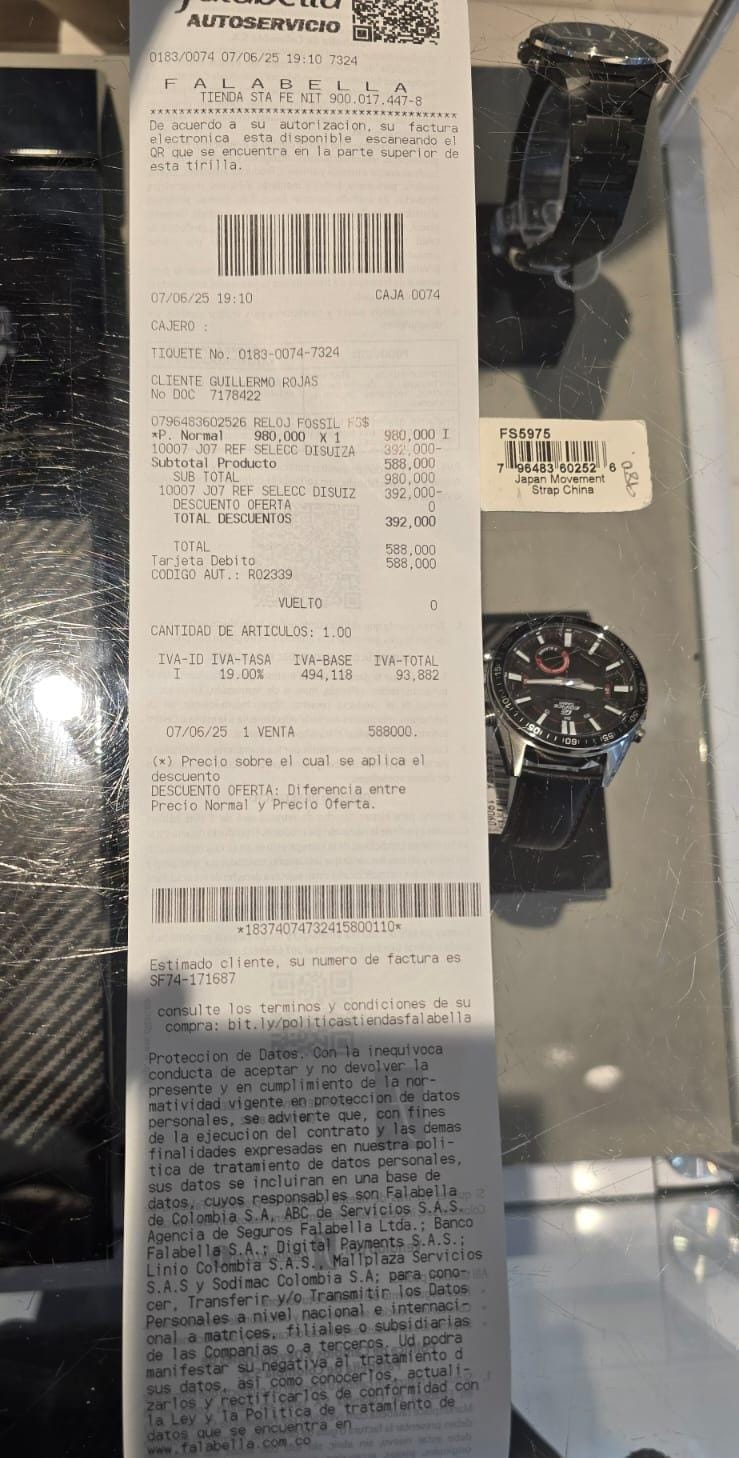 falabella
AUTOSERVICIO
0183/0074 07/06/25 19:10 7324
F A L A B E L L A
TIENDA STA FE NIT 900.017.447-8
******************************************
De acuerdo a su autorizacion, su factura
electronica esta disponible escaneando el
QR que se encuentra en la parte superior de
esta tirilla.
07/06/25 19:10 CAJA 0074
CAJERO :
TIQUETE No. 0183-0074-7324
CLIENTE GUILLERMO ROJAS
No DOC 7178422
0796483602526 RELOJ FOSSIL FS$
*P. Normal 980,000 X 1 980,000 I
10007 J07 REF SELECC DISUIZA 392,000-
Subtotal Producto 588,000
SUB TOTAL 980,000
10007 J07 REF SELECC DISUIZ 392,000-
DESCUENTO OFERTA 0
TOTAL DESCUENTOS 392,000
TOTAL 588,000
Tarjeta Debito 588,000
CODIGO AUT.: R02339
VUELTO 0
CANTIDAD DE ARTICULOS: 1.00
IVA-ID IVA-TASA IVA-BASE IVA-TOTAL
I 19.00% 494,118 93,882
07/06/25 1 VENTA 588000.
(*) Precio sobre el cual se aplica el
descuento
DESCUENTO OFERTA: Diferencia entre
Precio Normal y Precio Oferta.
*18374074732415800110*
Estimado cliente, su numero de factura es
SF74-171687
consulte los terminos y condiciones de su
compra: bit.ly/politicastiendasfalabella
Proteccion de Datos. Con la inequivoca
conducta de aceptar y no devolver la
presente y en cumplimiento de la nor-
matividad vigente en proteccion de datos
personales, se advierte que, con fines
de la ejecucion del contrato y las demas
finalidades expresadas en nuestra poli-
tica de tratamiento de datos personales,
sus datos se incluiran en una base de
datos, cuyos responsables son Falabella
de Colombia S.A, ABC de Servicios S.A.S.
Agencia de Seguros Falabella Ltda.; Banco
Falabella S.A.; Digital Payments S.A.S.;
Linio Colombia S.A.S., Mallplaza Servicios
S.A.S y Sodimac Colombia S.A; para cono-
cer, Transferir y/o Transmitir los Datos
Personales a nivel nacional e internaci-
onal a matrices, filiales o subsidiarias
de las Companias o a terceros. Ud podra
manifestar su negativa al tratamiento d
sus datos, asi como conocerlos, actuali-
zarlos y rectificarlos de conformidad con
la Ley y la Politica de tratamiento de
datos que se encuentra en
www.falabella.com.co
FS5975
7 96483 60252 6
Japan Movement
Strap China
EDIFICE
CASIO